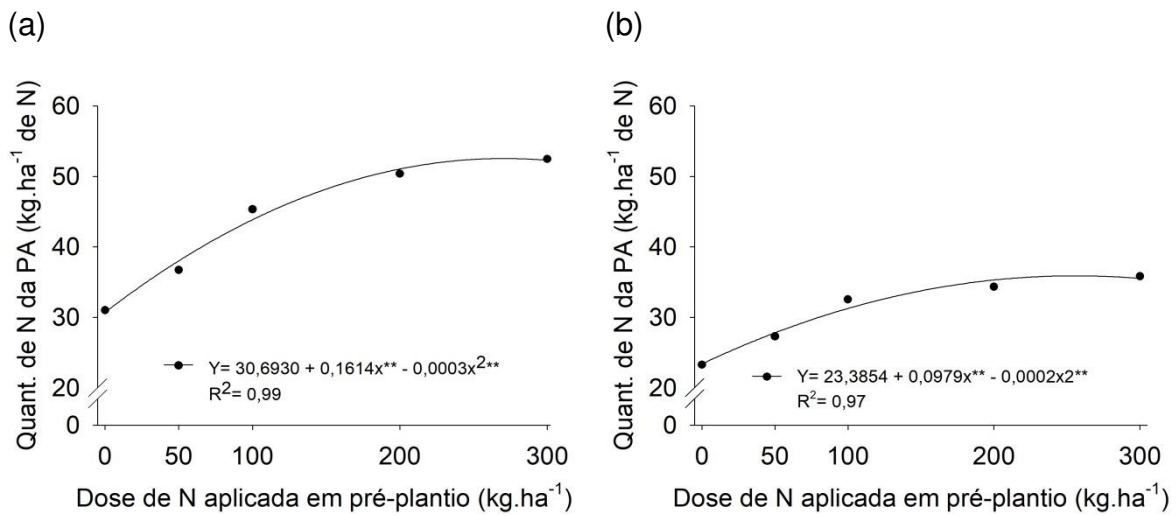 (a)
Quant. de N da PA (kg.ha⁻¹ de N)
60
50
40
30
20
0
Y= 30,6930 + 0,1614x** - 0,0003x²**
R²= 0,99
0 50 100 200 300
Dose de N aplicada em pré-plantio (kg.ha⁻¹)
(b)
Quant. de N da PA (kg.ha⁻¹ de N)
60
50
40
30
20
0
Y= 23,3854 + 0,0979x** - 0,0002x2**
R²= 0,97
0 50 100 200 300
Dose de N aplicada em pré-plantio (kg.ha⁻¹)